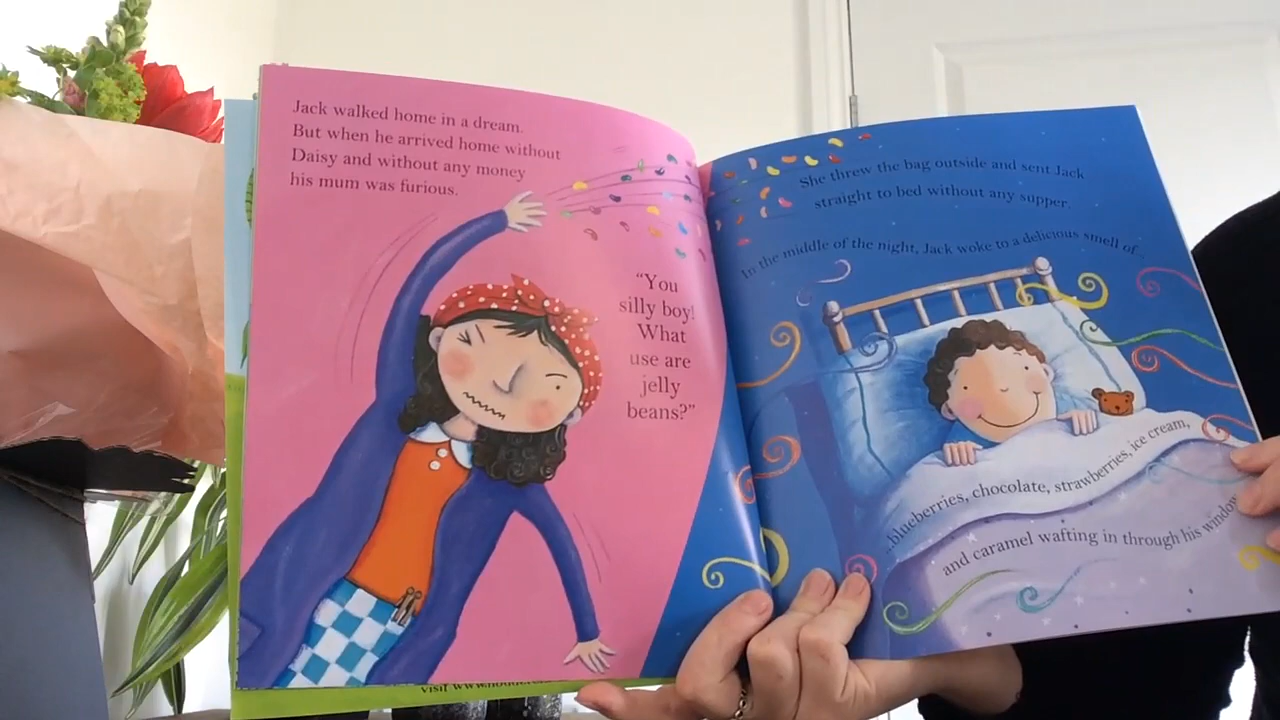 Jack walked home in a dream.
But when he arrived home without
Daisy and without any money
his mum was furious.
"You
silly boy!
What
use are
jelly
beans?"
She threw the bag outside and sent Jack
straight to bed without any supper.
In the middle of the night, Jack woke to a delicious smell of...
...blueberries, chocolate, strawberries, ice cream,
and caramel wafting in through his window
visit